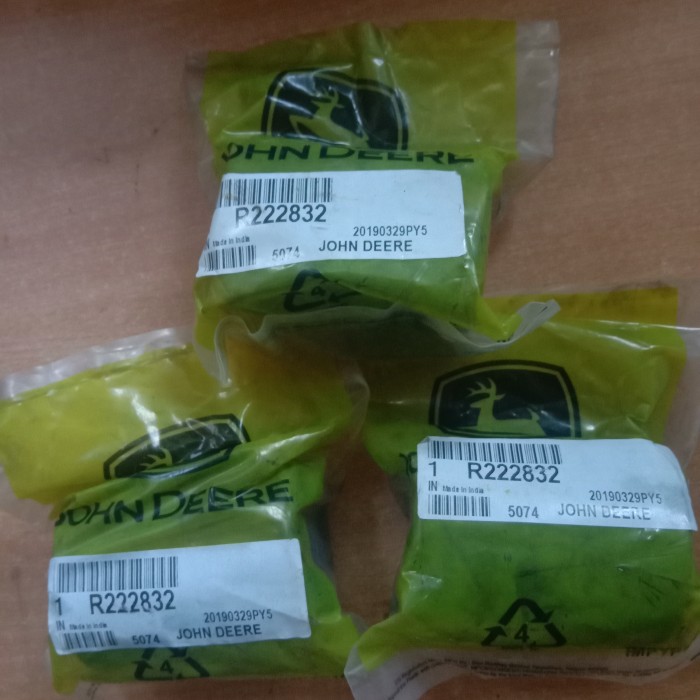 JOHN DEERE
R222832
20190329PY5
Made In India
5074 JOHN DEERE
JOHN DEERE
1 R222832
20190329PY5
IN Made In India
5074 JOHN DEERE
1 R222832
IN Made In India
20190329PY5
5074 JOHN DEERE
4